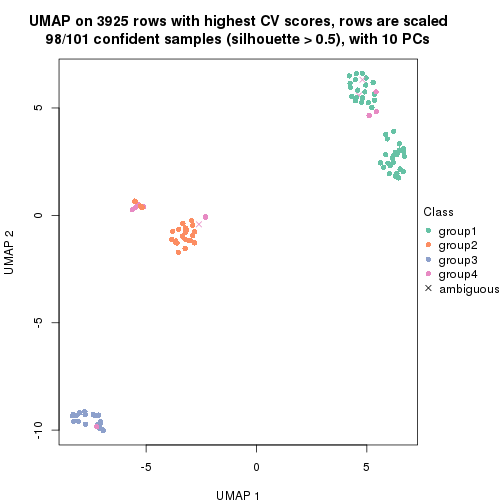 UMAP on 3925 rows with highest CV scores, rows are scaled
98/101 confident samples (silhouette > 0.5), with 10 PCs
5
0
-5
-10
UMAP 2
-5
0
5
UMAP 1
Class
group1
group2
group3
group4
ambiguous